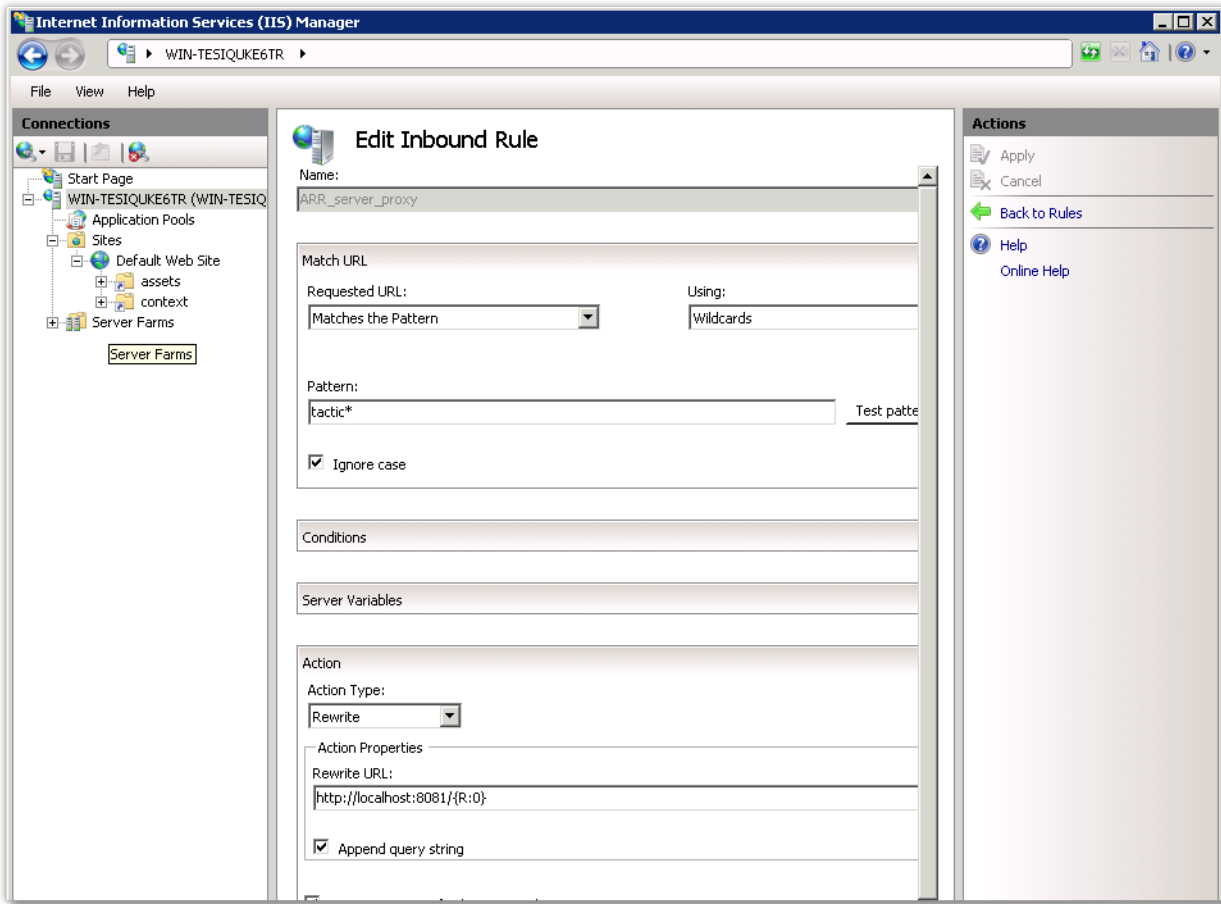 Internet Information Services (IIS) Manager
WIN-TESIQUKE6TR
File View Help
Connections
Start Page
WIN-TESIQUKE6TR (WIN-TESIQ
Application Pools
Sites
Default Web Site
assets
context
Server Farms
Server Farms
Edit Inbound Rule
Name:
ARR_server_proxy
Match URL
Requested URL: Using:
Matches the Pattern Wildcards
Pattern:
tactic* Test patte
Ignore case
Conditions
Server Variables
Action
Action Type:
Rewrite
Action Properties
Rewrite URL:
http://localhost:8081/{R:0}
Append query string
Actions
Apply
Cancel
Back to Rules
Help
Online Help